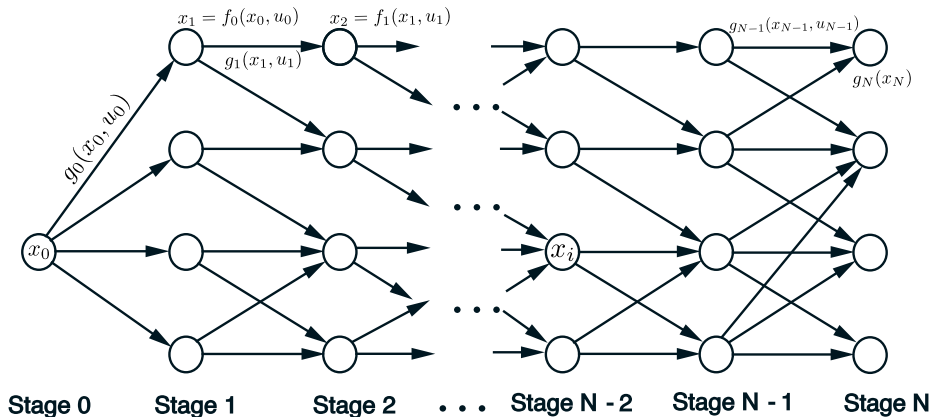 x_1 = f_0(x_0, u_0)
x_2 = f_1(x_1, u_1)
g_{N-1}(x_{N-1}, u_{N-1})
g_1(x_1, u_1)
g_N(x_N)
g_0(x_0, u_0)
x_0
x_i
Stage 0 Stage 1 Stage 2 ... Stage N - 2 Stage N - 1 Stage N